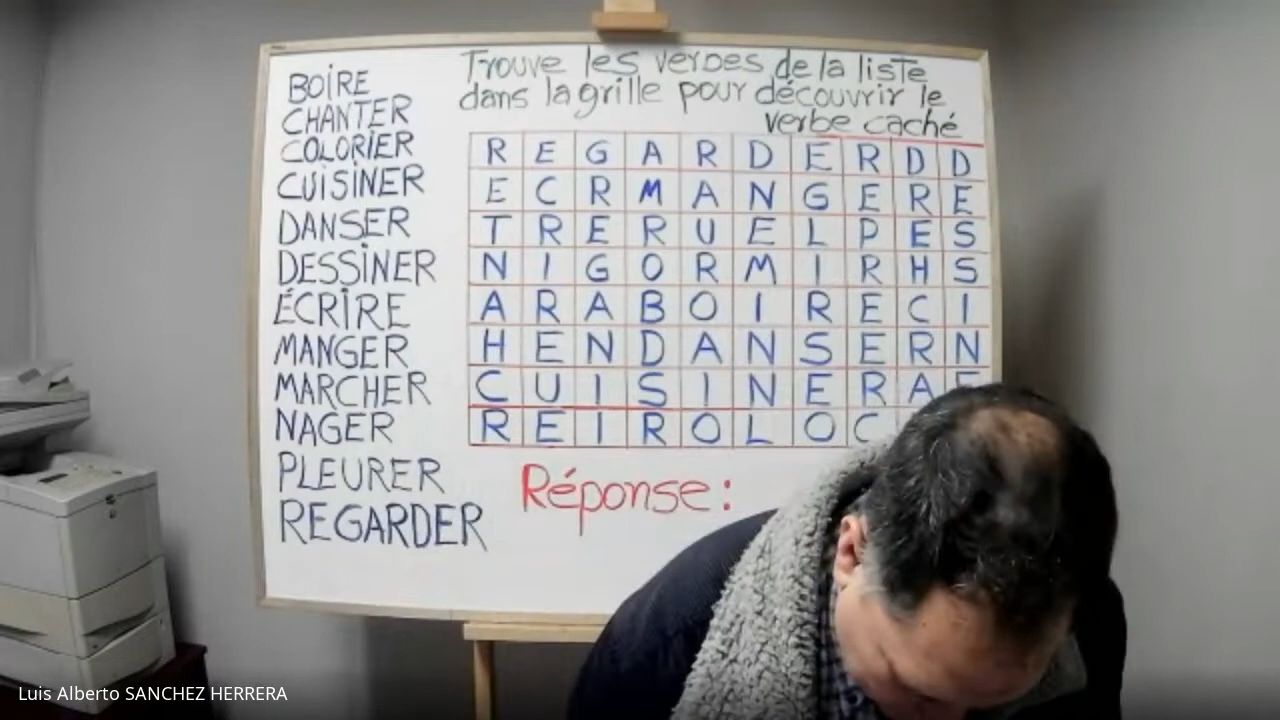 Trouve les verbes de la liste
dans la grille pour découvrir le
verbe caché
BOIRE
CHANTER
COLORIER
CUISINER
DANSER
DESSINER
ÉCRIRE
MANGER
MARCHER
NAGER
PLEURER
REGARDER
R E G A R D E R D D
E C R M A N G E R E
T R E R U E L P E S
N I G O R M I R H S
A R A B O I R E C I
H E N D A N S E R N
C U I S I N E R A E
R E I R O L O C
Réponse :
Luis Alberto SANCHEZ HERRERA